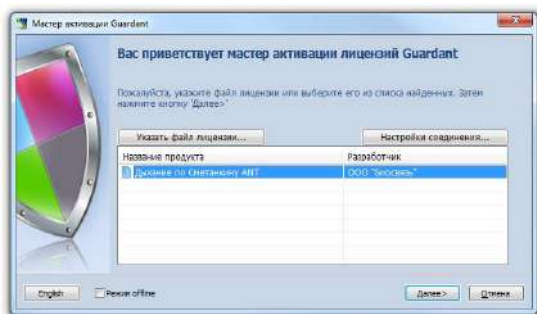 Мастер активации Guardant
Вас приветствует мастер активации лицензий Guardant
Пожалуйста, укажите файл лицензии или выберите его из списка найденных. Затем
нажмите кнопку 'Далее>'
Указать файл лицензии...
Настройки соединения...
Название продукта
Разработчик
Дыхание по Сметанкину ANT
ООО "Биосвязь"
English
Режим offline
Далее >
Отмена